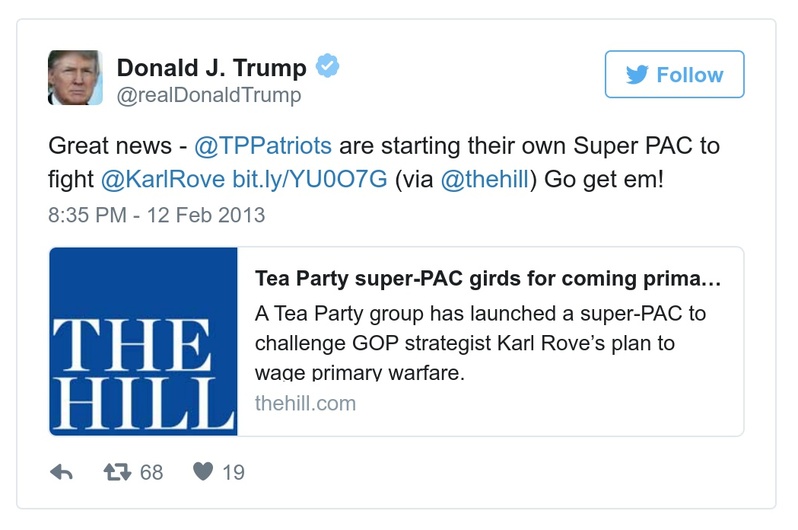 Donald J. Trump
@realDonaldTrump
Follow
Great news - @TPPatriots are starting their own Super PAC to
fight @KarlRove bit.ly/YU0O7G (via @thehill) Go get em!
8:35 PM - 12 Feb 2013
THE
HILL
Tea Party super-PAC girds for coming prima...
A Tea Party group has launched a super-PAC to
challenge GOP strategist Karl Rove’s plan to
wage primary warfare.
thehill.com
68
19